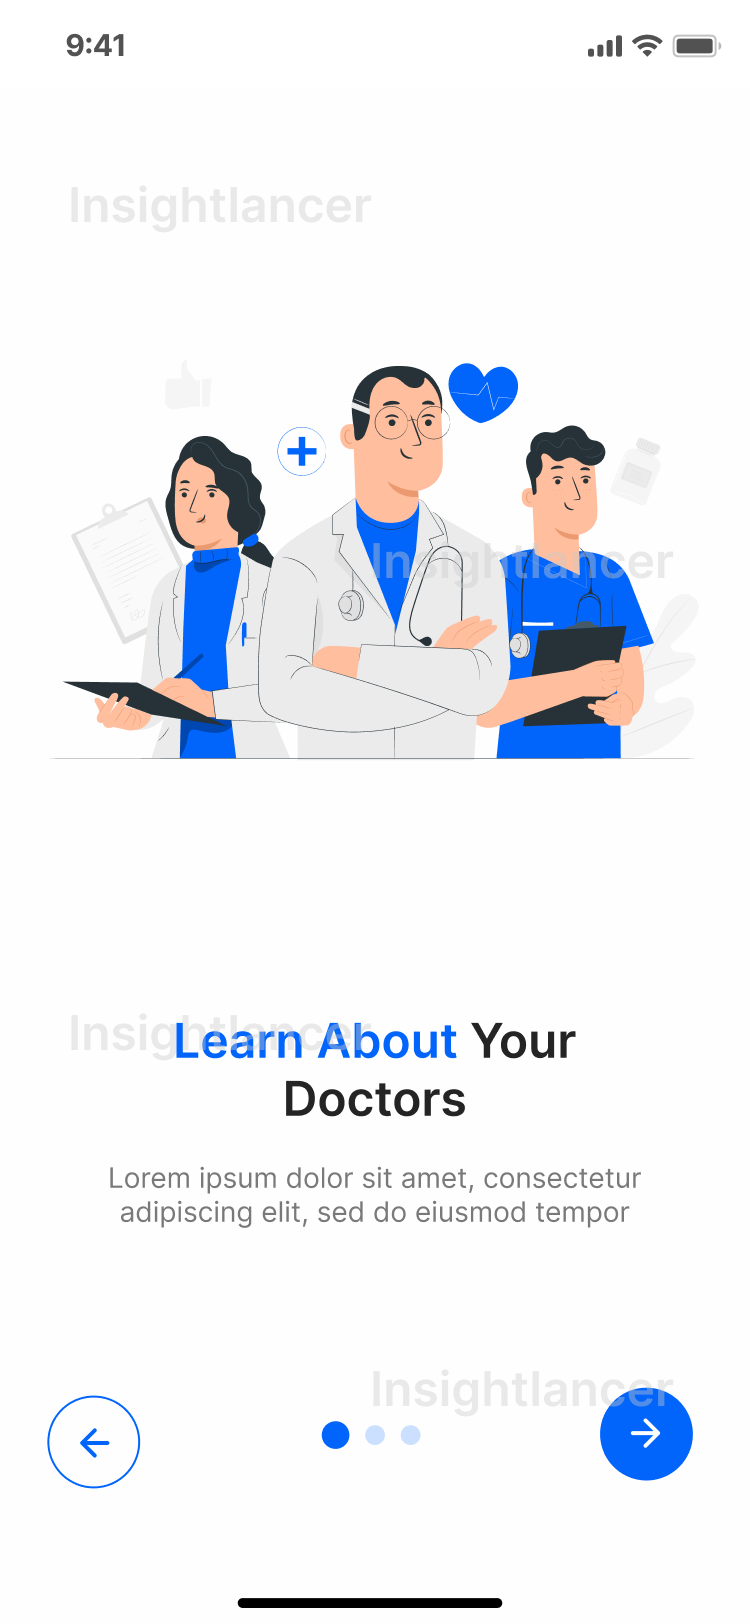 9:41
Insightlancer
Insightlancer
Insightlancer
Learn About Your
Doctors
Lorem ipsum dolor sit amet, consectetur
adipiscing elit, sed do eiusmod tempor
Insightlancer